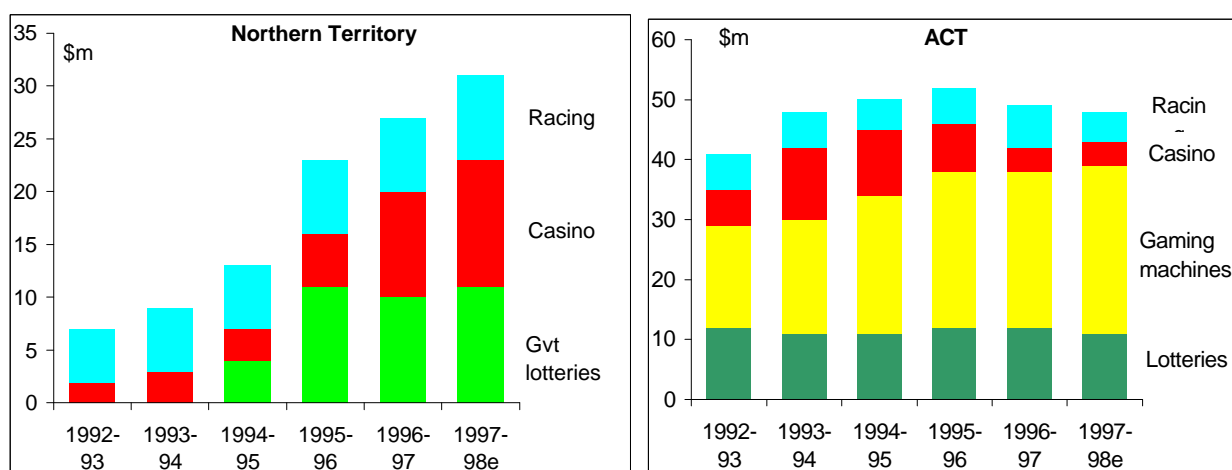 Northern Territory
$m
35
30
25
20
15
10
5
0
Racing
Casino
Gvt
lotteries
1992-
93
1993-
94
1994-
95
1995-
96
1996-
97
1997-
98e
ACT
$m
60
50
40
30
20
10
0
Racin
Casino
Gaming
machines
Lotteries
1992-
93
1993-
94
1994-
95
1995-
96
1996-
97
1997-
98e